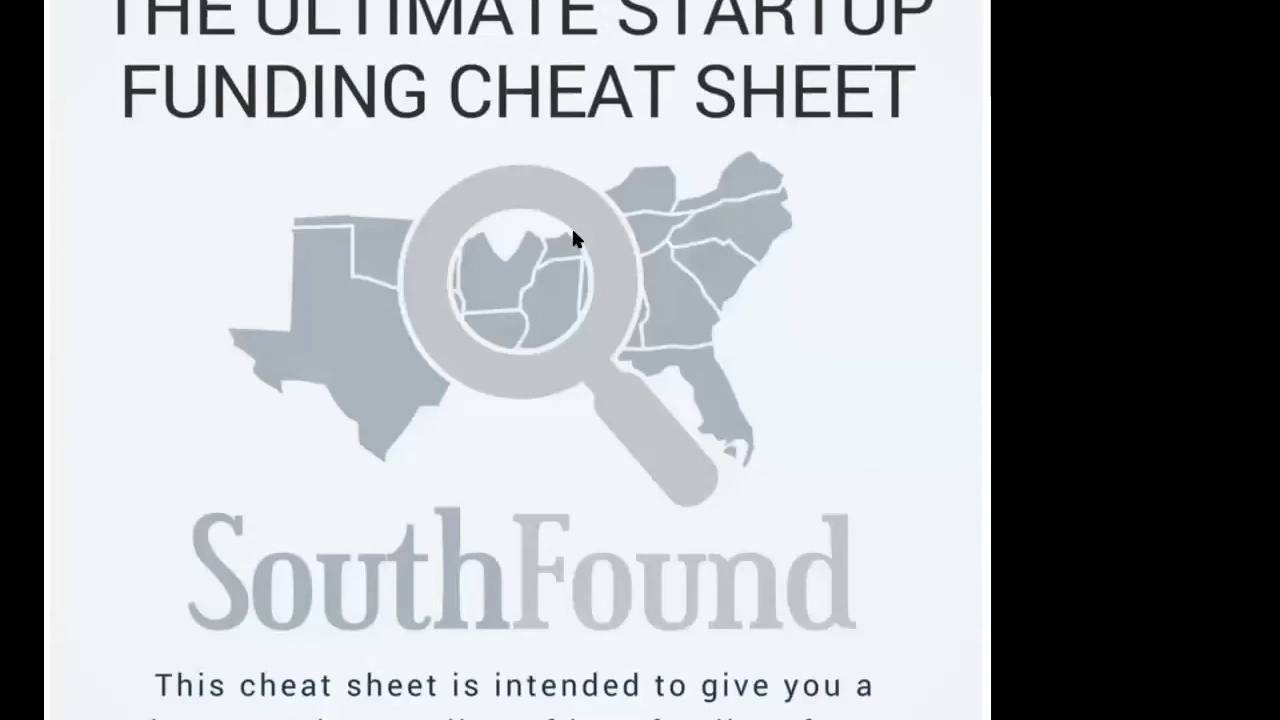 THE ULTIMATE STARTUP
FUNDING CHEAT SHEET
SouthFound
This cheat sheet is intended to give you a